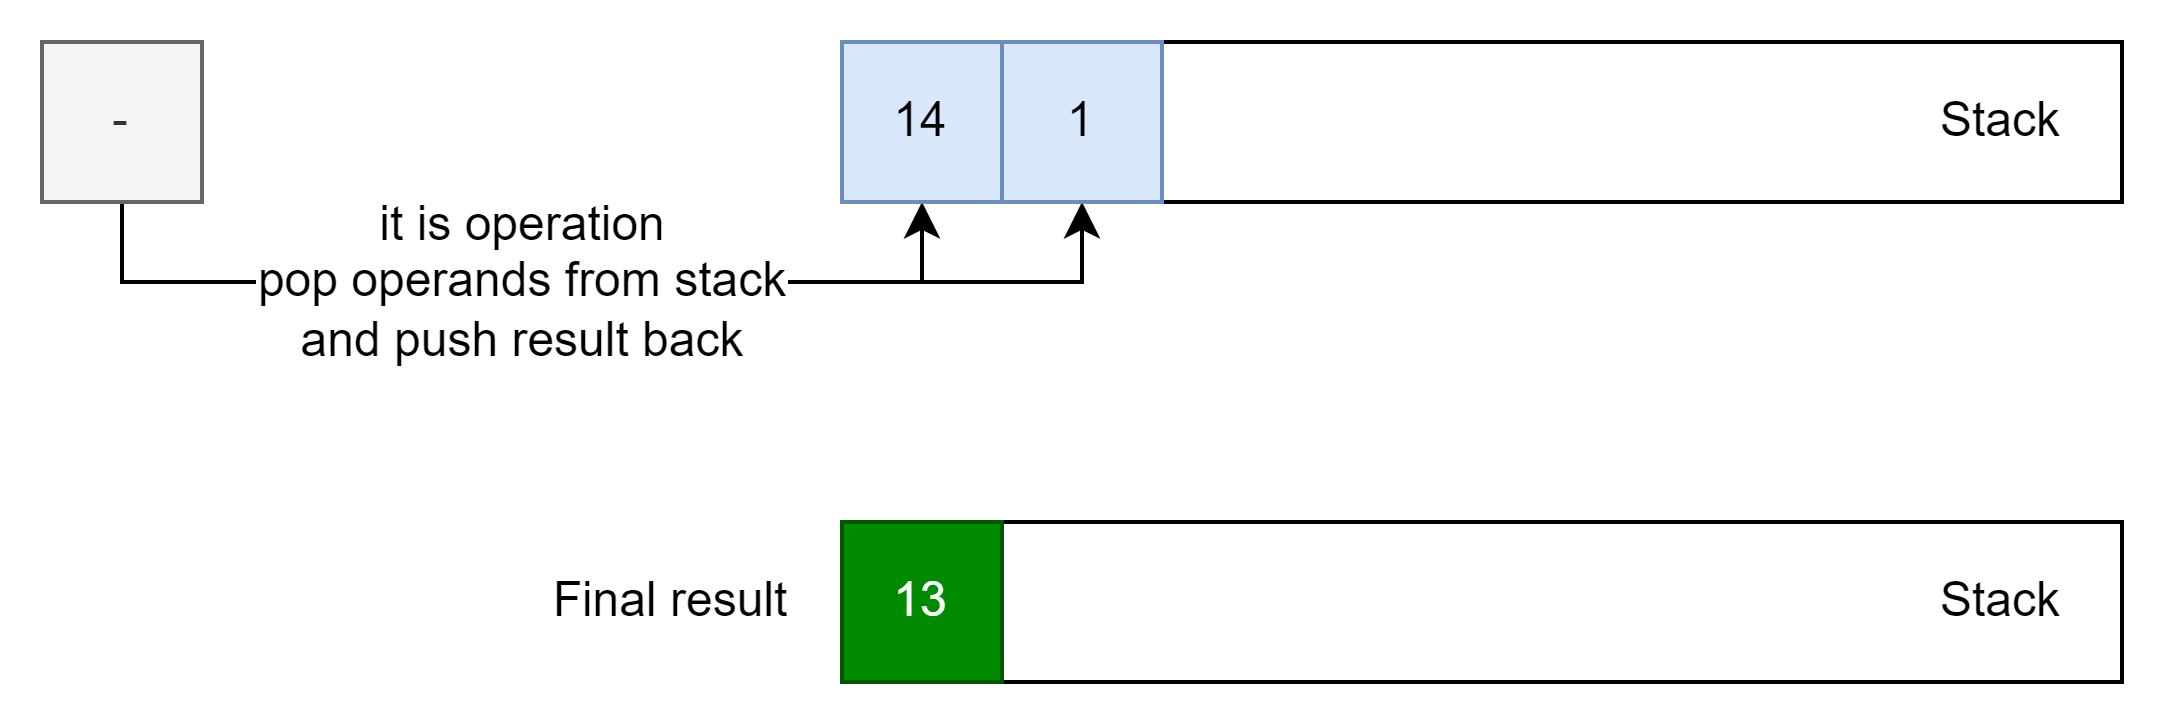 -
14
1
Stack
it is operation
pop operands from stack
and push result back
Final result
13
Stack